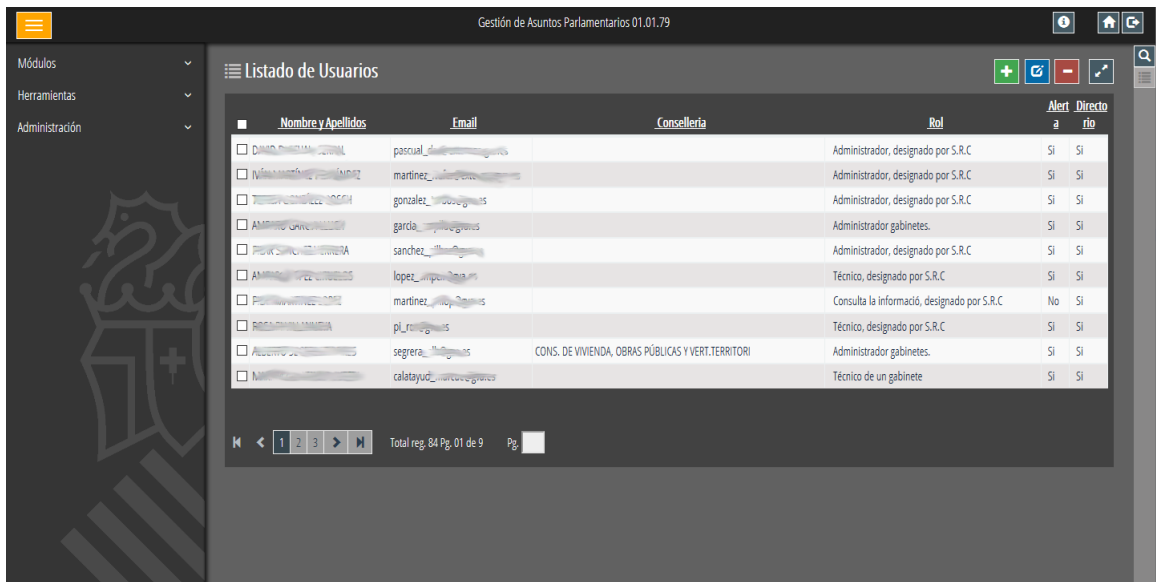 Gestión de Asuntos Parlamentarios 01.01.79
Módulos
Herramientas
Administración
Listado de Usuarios
Nombre y Apellidos Email Conselleria Rol Alerta Directorio
Administrador, designado por S.R.C Si Si
martinez_ Administrador, designado por S.R.C Si Si
gonzalez_ Administrador, designado por S.R.C Si Si
garcia_ Administrador gabinetes. Si Si
sanchez_ Administrador, designado por S.R.C Si Si
lopez_ Técnico, designado por S.R.C Si Si
martinez_ Consulta la informació, designado por S.R.C No Si
Técnico, designado por S.R.C Si Si
segrera_ CONS. DE VIVIENDA, OBRAS PÚBLICAS Y VERT.TERRITORI Administrador gabinetes. Si Si
calatayud_ Técnico de un gabinete Si Si
1 2 3 Total reg. 84 Pg. 01 de 9 Pg.